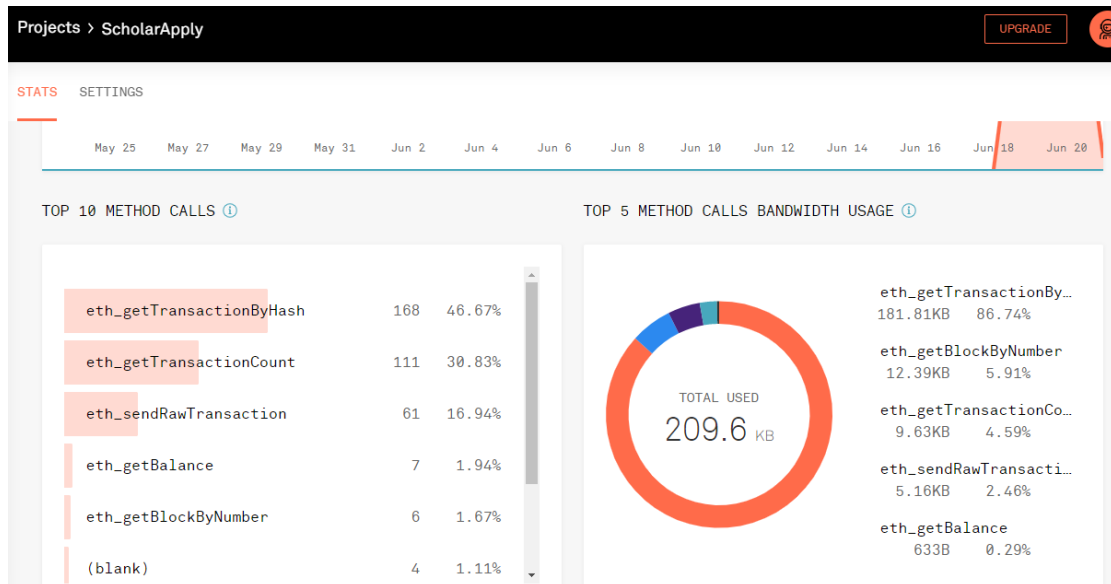 Projects > ScholarApply
UPGRADE
STATS SETTINGS
May 25 May 27 May 29 May 31 Jun 2 Jun 4 Jun 6 Jun 8 Jun 10 Jun 12 Jun 14 Jun 16 Jun 18 Jun 20
TOP 10 METHOD CALLS
eth_getTransactionByHash 168 46.67%
eth_getTransactionCount 111 30.83%
eth_sendRawTransaction 61 16.94%
eth_getBalance 7 1.94%
eth_getBlockByNumber 6 1.67%
(blank) 4 1.11%
TOP 5 METHOD CALLS BANDWIDTH USAGE
TOTAL USED
209.6 KB
eth_getTransactionBy…
181.81KB 86.74%
eth_getBlockByNumber
12.39KB 5.91%
eth_getTransactionCo…
9.63KB 4.59%
eth_sendRawTransacti…
5.16KB 2.46%
eth_getBalance
633B 0.29%